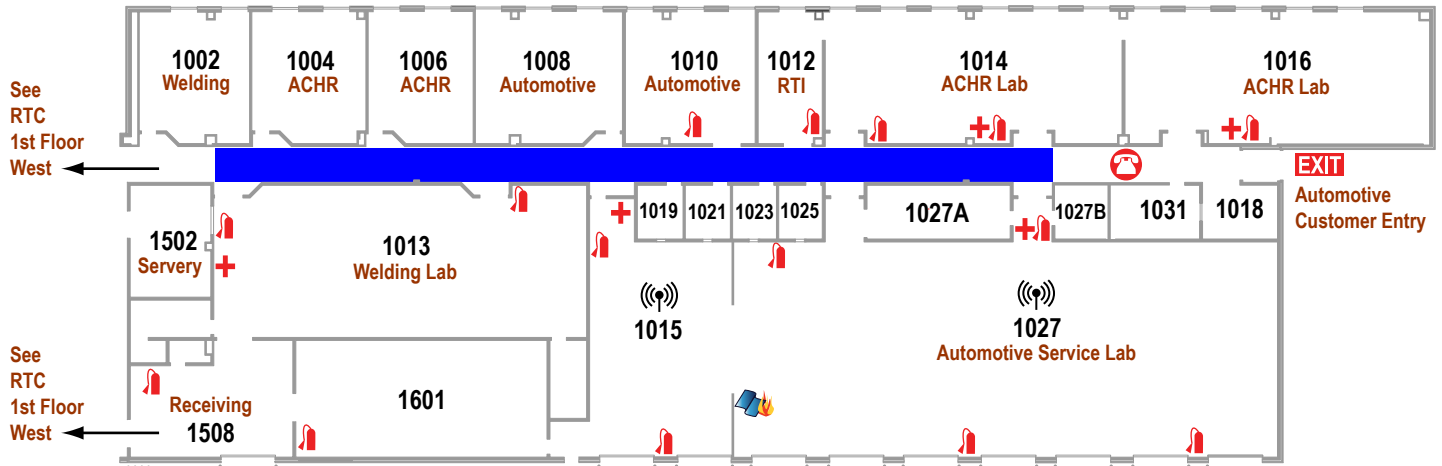 1002
Welding
1004
ACHR
1006
ACHR
1008
Automotive
1010
Automotive
1012
RTI
1014
ACHR Lab
1016
ACHR Lab
See
RTC
1st Floor
West
EXIT
Automotive
Customer Entry
1502
Servery
1013
Welding Lab
1019
1021
1023
1025
1027A
1027B
1031
1018
1015
1027
Automotive Service Lab
See
RTC
1st Floor
West
Receiving
1508
1601